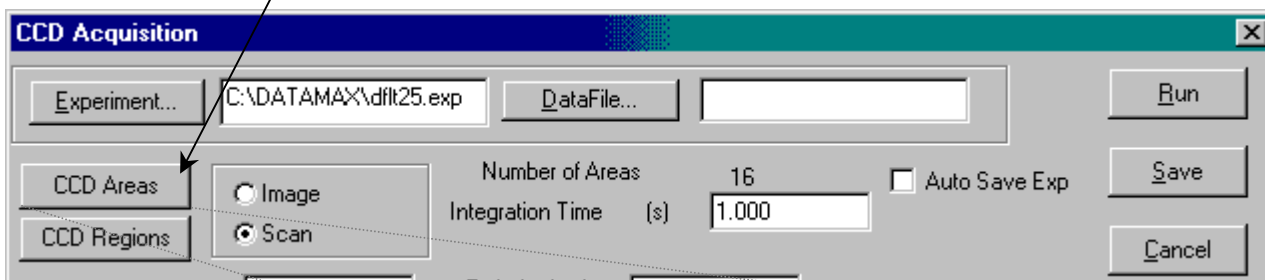 CCD Acquisition
Experiment... C:\DATAMAX\dflt25.exp DataFile... Run
CCD Areas Image Number of Areas 16 Auto Save Exp Save
Integration Time (s) 1.000
CCD Regions Scan Cancel